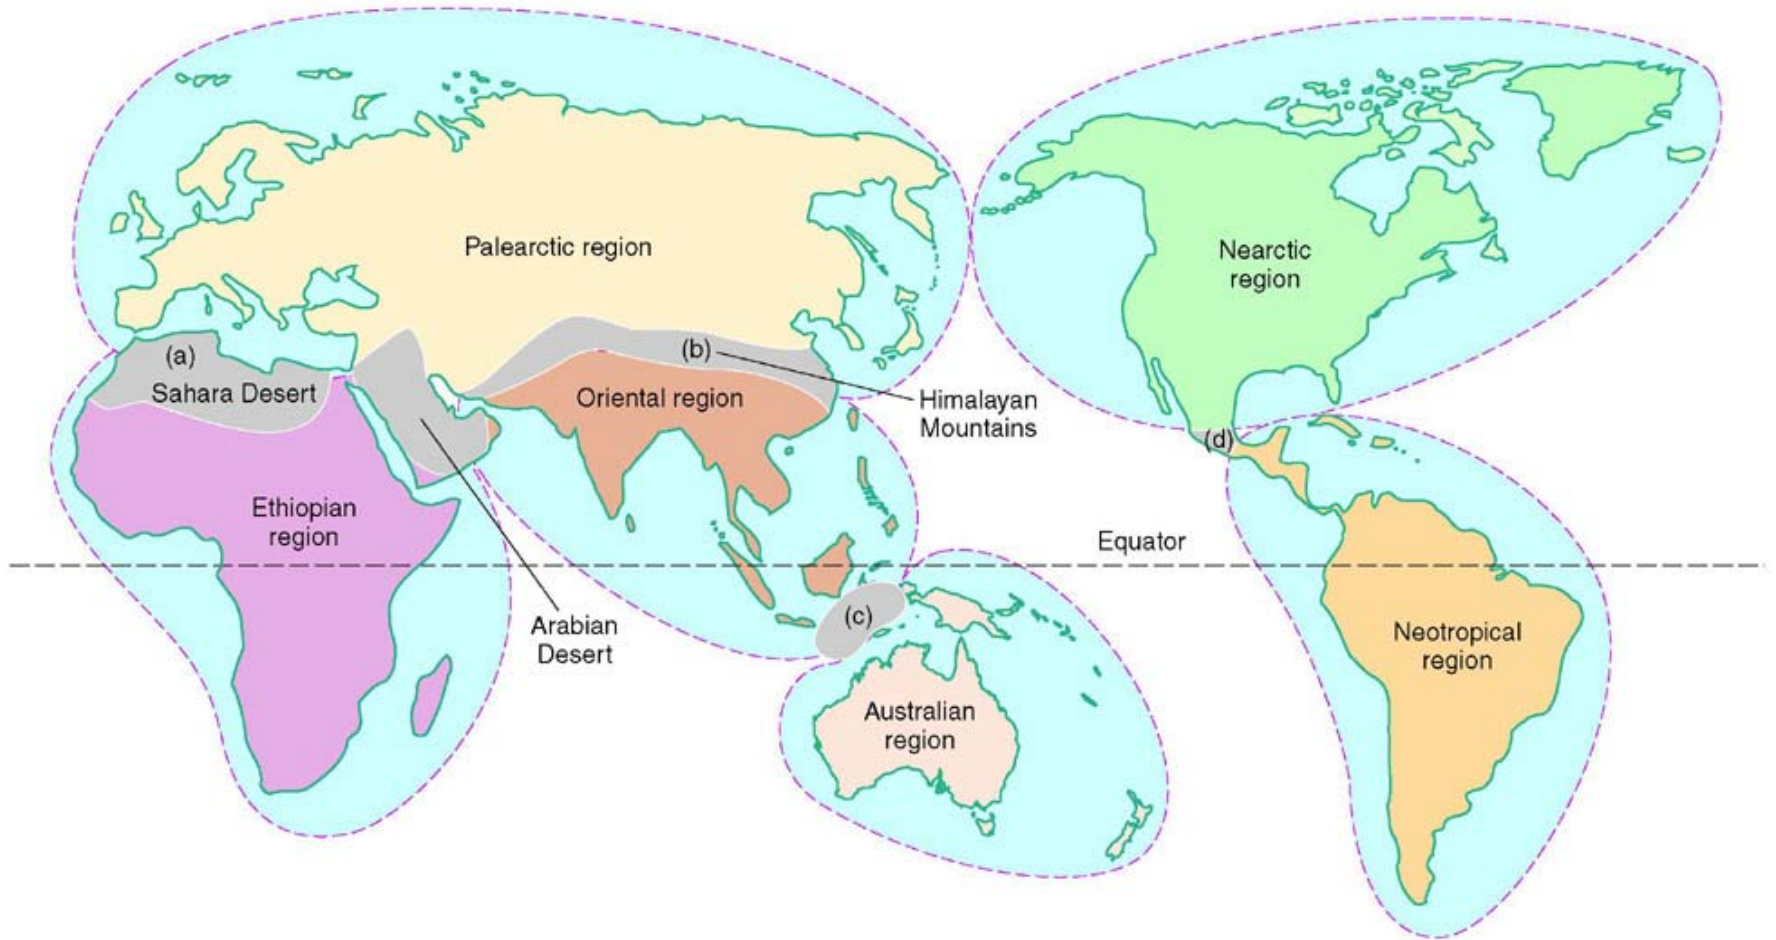 Palearctic region
Nearctic
region
(a)
Sahara Desert
(b)
Oriental region
Himalayan
Mountains
(d)
Ethiopian
region
Equator
Arabian
Desert
(c)
Neotropical
region
Australian
region